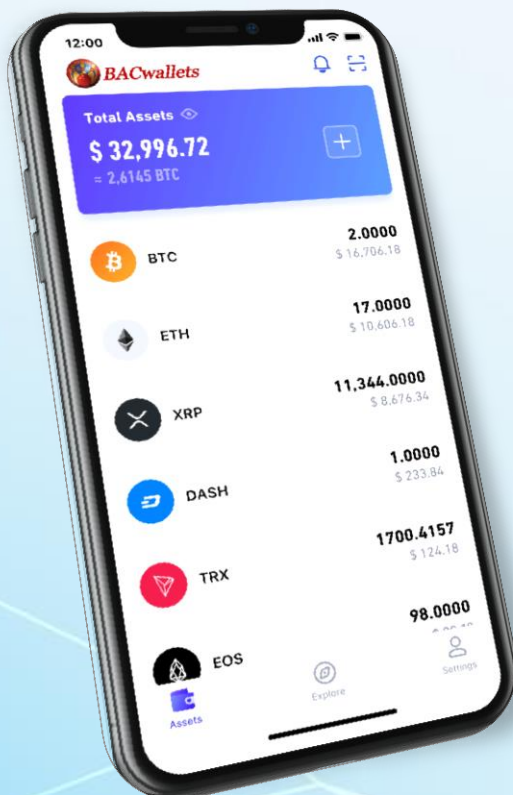 12:00
BACwallets
Total Assets
$ 32,996.72
= 2,6145 BTC
BTC
2.0000
$ 16,706.18
ETH
17.0000
$ 10,606.18
XRP
11,344.0000
$ 8,676.34
DASH
1.0000
$ 233.84
TRX
1700.4157
$ 124.18
EOS
98.0000
Assets
Explore
Settings